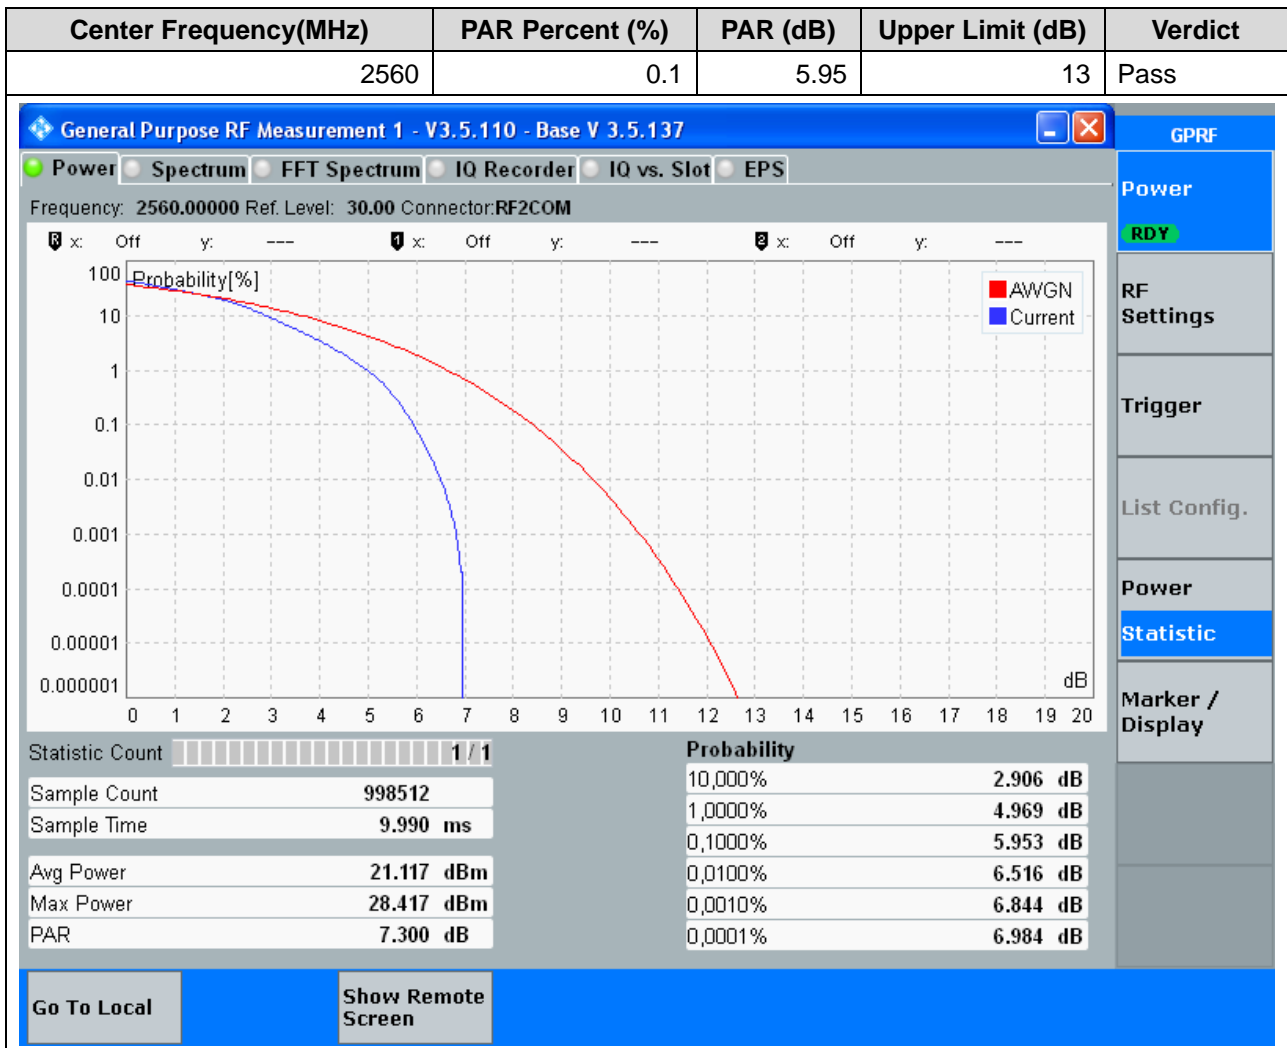 Center Frequency(MHz) PAR Percent (%) PAR (dB) Upper Limit (dB) Verdict
2560 0.1 5.95 13 Pass
General Purpose RF Measurement 1 - V3.5.110 - Base V 3.5.137
GPRF
Power Spectrum FFT Spectrum IQ Recorder IQ vs. Slot EPS
Power
RDY
Frequency: 2560.00000 Ref. Level: 30.00 Connector:RF2COM
R x: Off y: --- 1 x: Off y: --- 2 x: Off y: ---
Probability[%]
100
10
1
0.1
0.01
0.001
0.0001
0.00001
0.000001
AWGN
Current
dB
0 1 2 3 4 5 6 7 8 9 10 11 12 13 14 15 16 17 18 19 20
RF
Settings
Trigger
List Config.
Power
Statistic
Marker /
Display
Statistic Count 1 / 1
Sample Count 998512
Sample Time 9.990 ms
Avg Power 21.117 dBm
Max Power 28.417 dBm
PAR 7.300 dB
Probability
10,000% 2.906 dB
1,0000% 4.969 dB
0,1000% 5.953 dB
0,0100% 6.516 dB
0,0010% 6.844 dB
0,0001% 6.984 dB
Go To Local
Show Remote
Screen